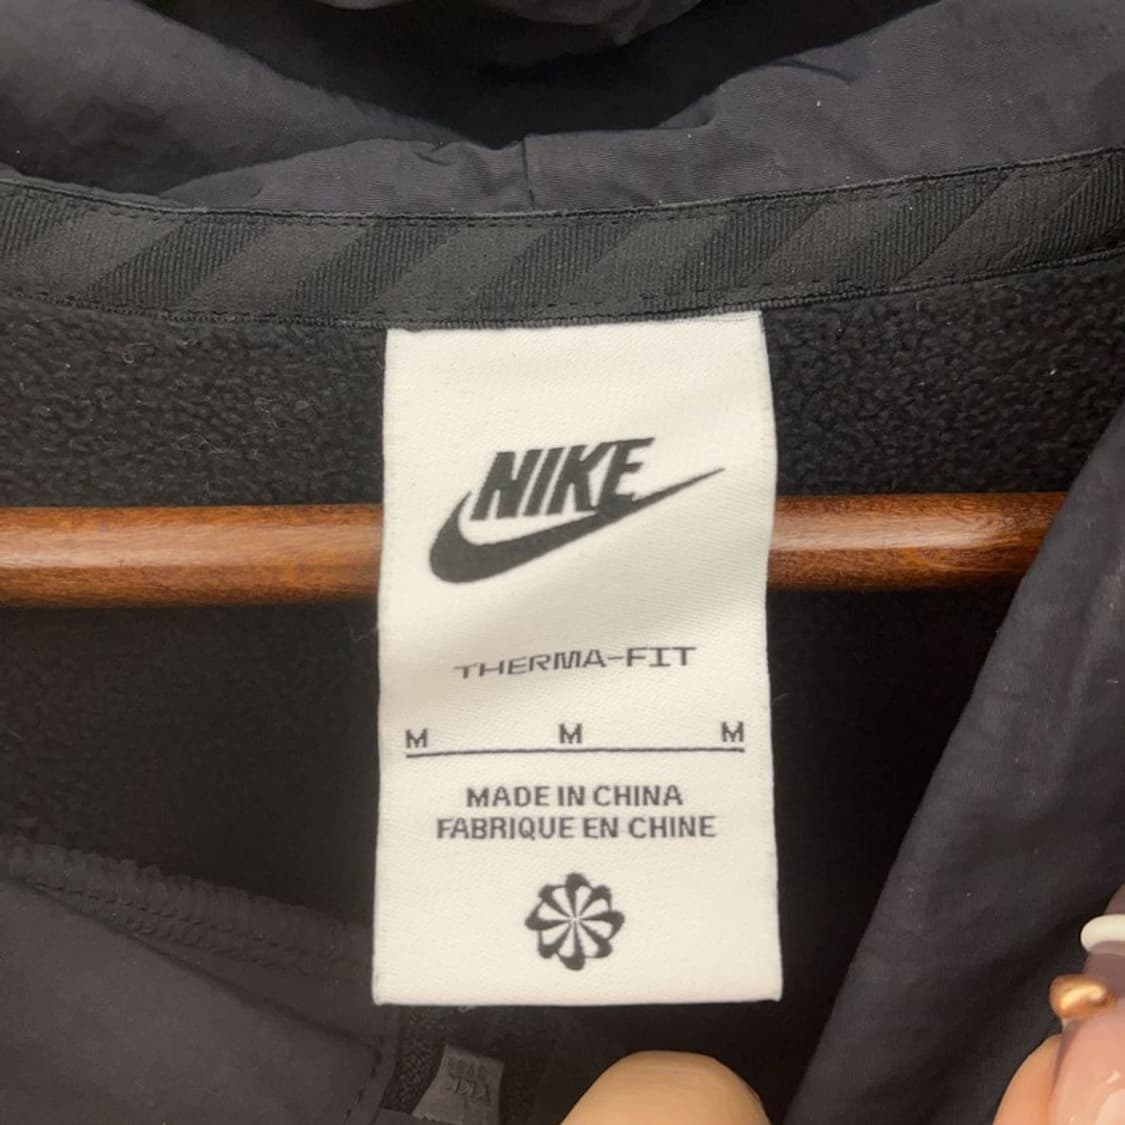 NIKE
THERMA-FIT
M M M
MADE IN CHINA
FABRIQUE EN CHINE